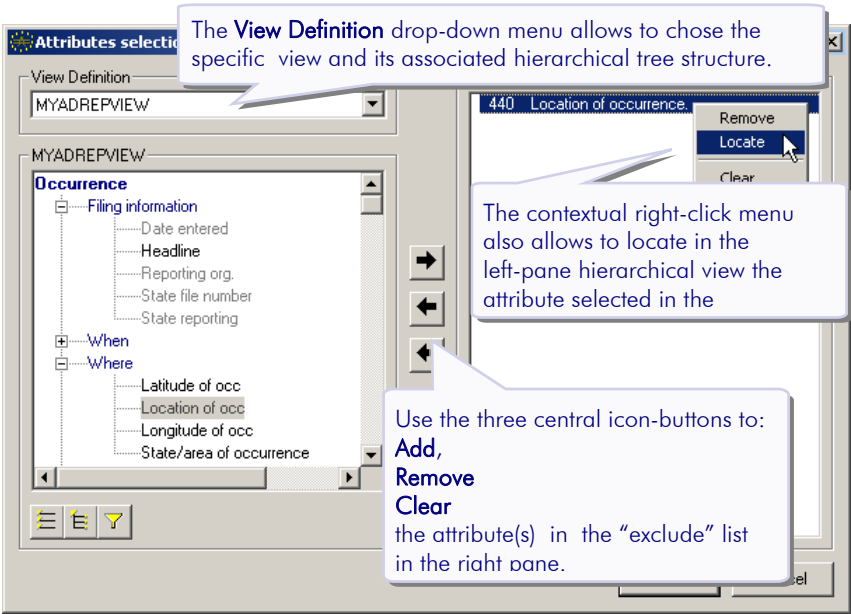 Attributes selectio
The View Definition drop-down menu allows to chose the
specific view and its associated hierarchical tree structure.
View Definition
MYADREPVIEW
440 Location of occurrence.
Remove
Locate
Clear
MYADREPVIEW
Occurrence
Filing information
Date entered
Headline
Reporting org.
State file number
State reporting
When
Where
Latitude of occ
Location of occ
Longitude of occ
State/area of occurrence
The contextual right-click menu
also allows to locate in the
left-pane hierarchical view the
attribute selected in the
Use the three central icon-buttons to:
Add,
Remove
Clear
the attribute(s) in the “exclude” list
in the right pane.
cel